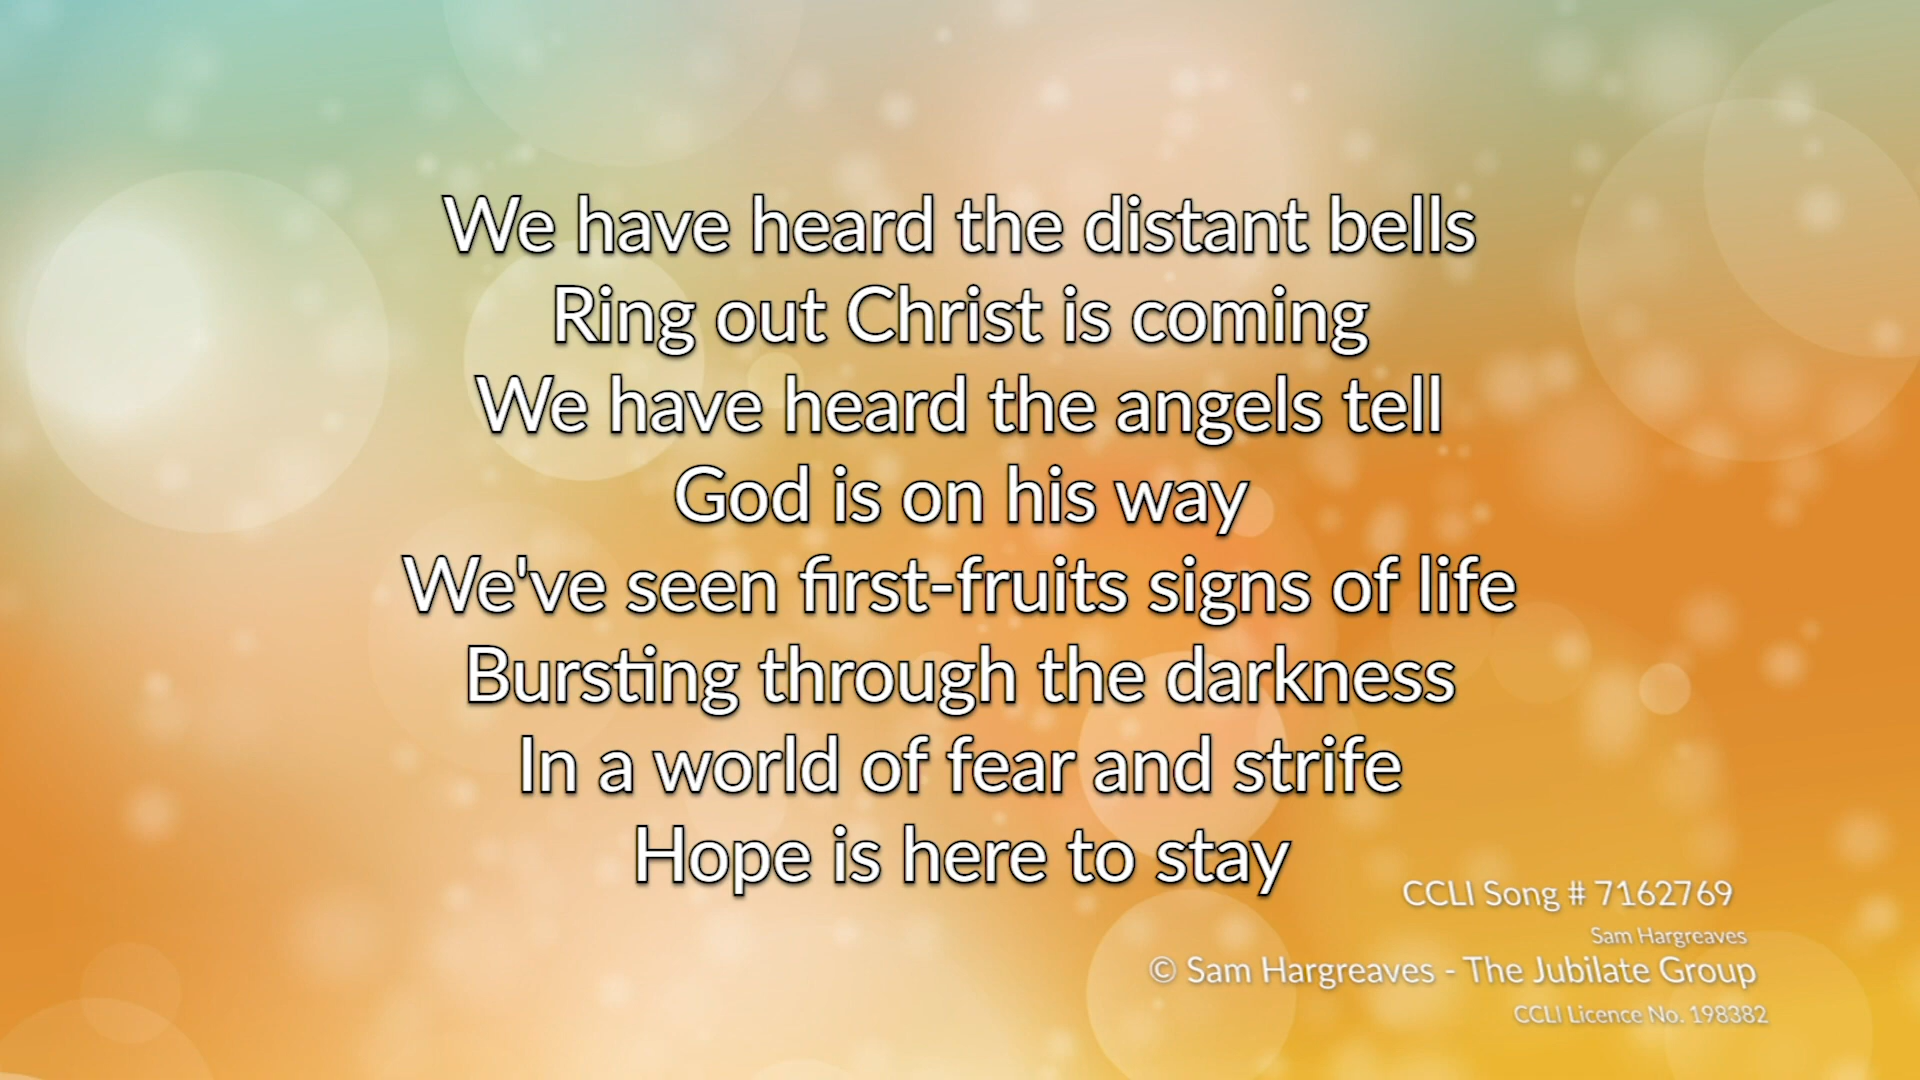 We have heard the distant bells
Ring out Christ is coming
We have heard the angels tell
God is on his way
We've seen first-fruits signs of life
Bursting through the darkness
In a world of fear and strife
Hope is here to stay
CCLI Song # 7162769
Sam Hargreaves
© Sam Hargreaves - The Jubilate Group
CCLI Licence No. 198382